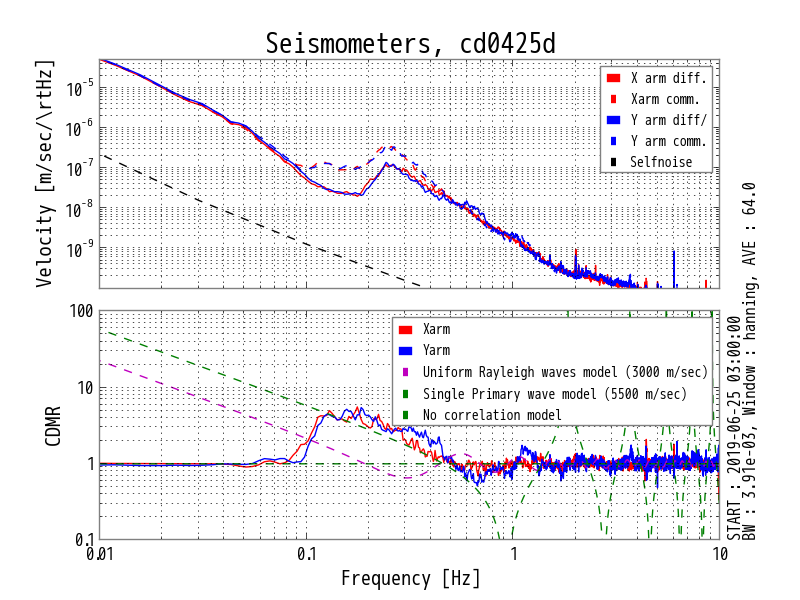 Seismometers, cd0425d
Velocity [m/sec/\rtHz]
10^-5
10^-6
10^-7
10^-8
10^-9
X arm diff.
Xarm comm.
Y arm diff/
Y arm comm.
Selfnoise
CDMR
100
10
1
0.1
Xarm
Yarm
Uniform Rayleigh waves model (3000 m/sec)
Single Primary wave model (5500 m/sec)
No correlation model
0.01
0.1
1
10
Frequency [Hz]
START : 2019-06-25 03:00:00
BW : 3.91e-03, Window : hanning, AVE : 64.0